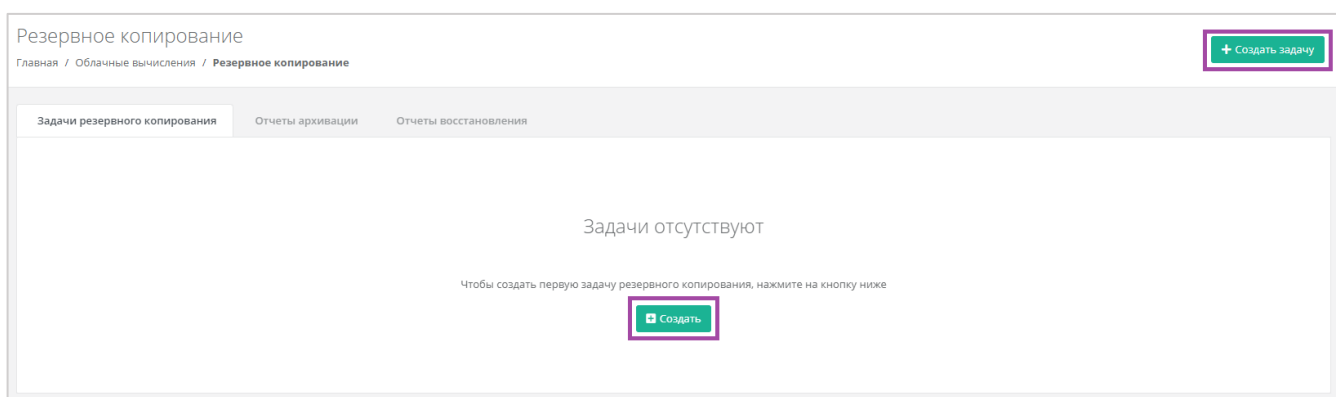 Резервное копирование
Создать задачу
Главная / Облачные вычисления / Резервное копирование
Задачи резервного копирования Отчеты архивации Отчеты восстановления
Задачи отсутствуют
Чтобы создать первую задачу резервного копирования, нажмите на кнопку ниже
Создать